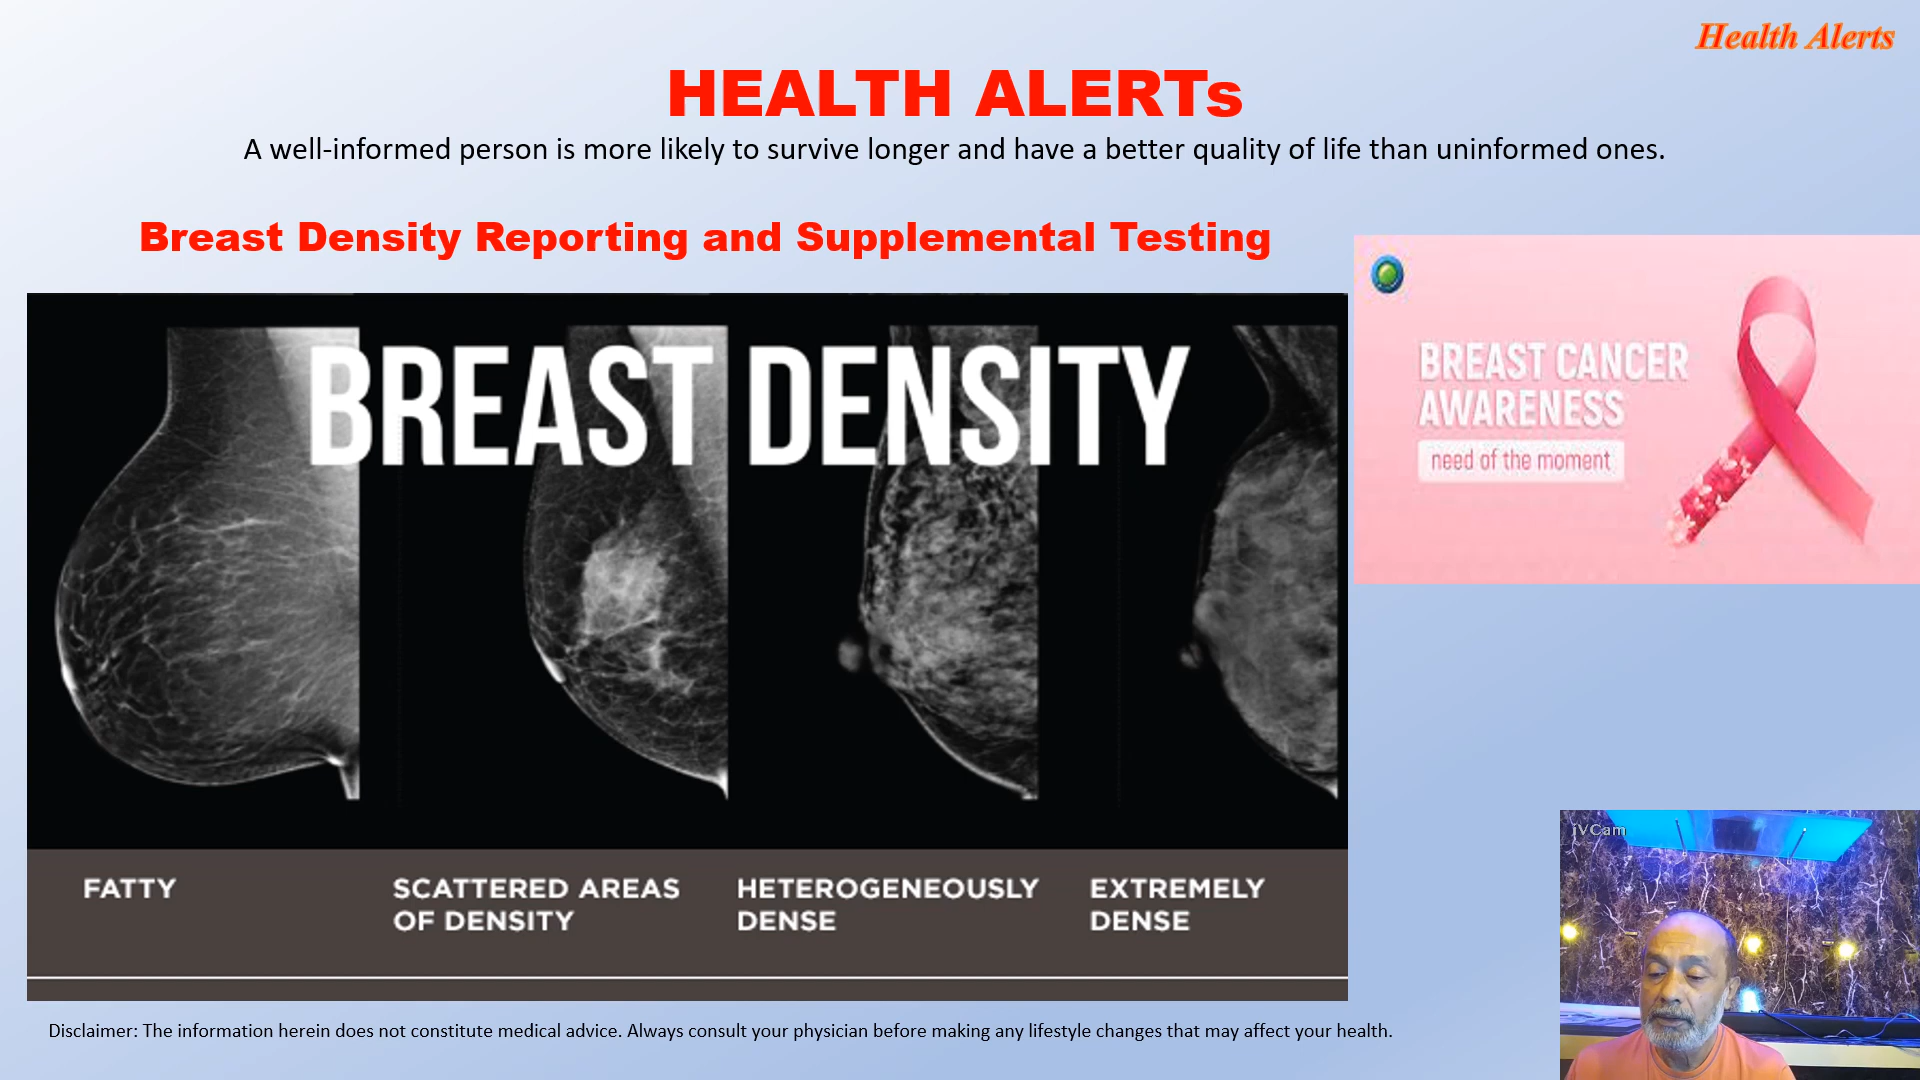 Health Alerts
HEALTH ALERTs
A well-informed person is more likely to survive longer and have a better quality of life than uninformed ones.
Breast Density Reporting and Supplemental Testing
BREAST DENSITY
FATTY
SCATTERED AREAS
OF DENSITY
HETEROGENEOUSLY
DENSE
EXTREMELY
DENSE
BREAST CANCER
AWARENESS
need of the moment
iVCam
Disclaimer: The information herein does not constitute medical advice. Always consult your physician before making any lifestyle changes that may affect your health.